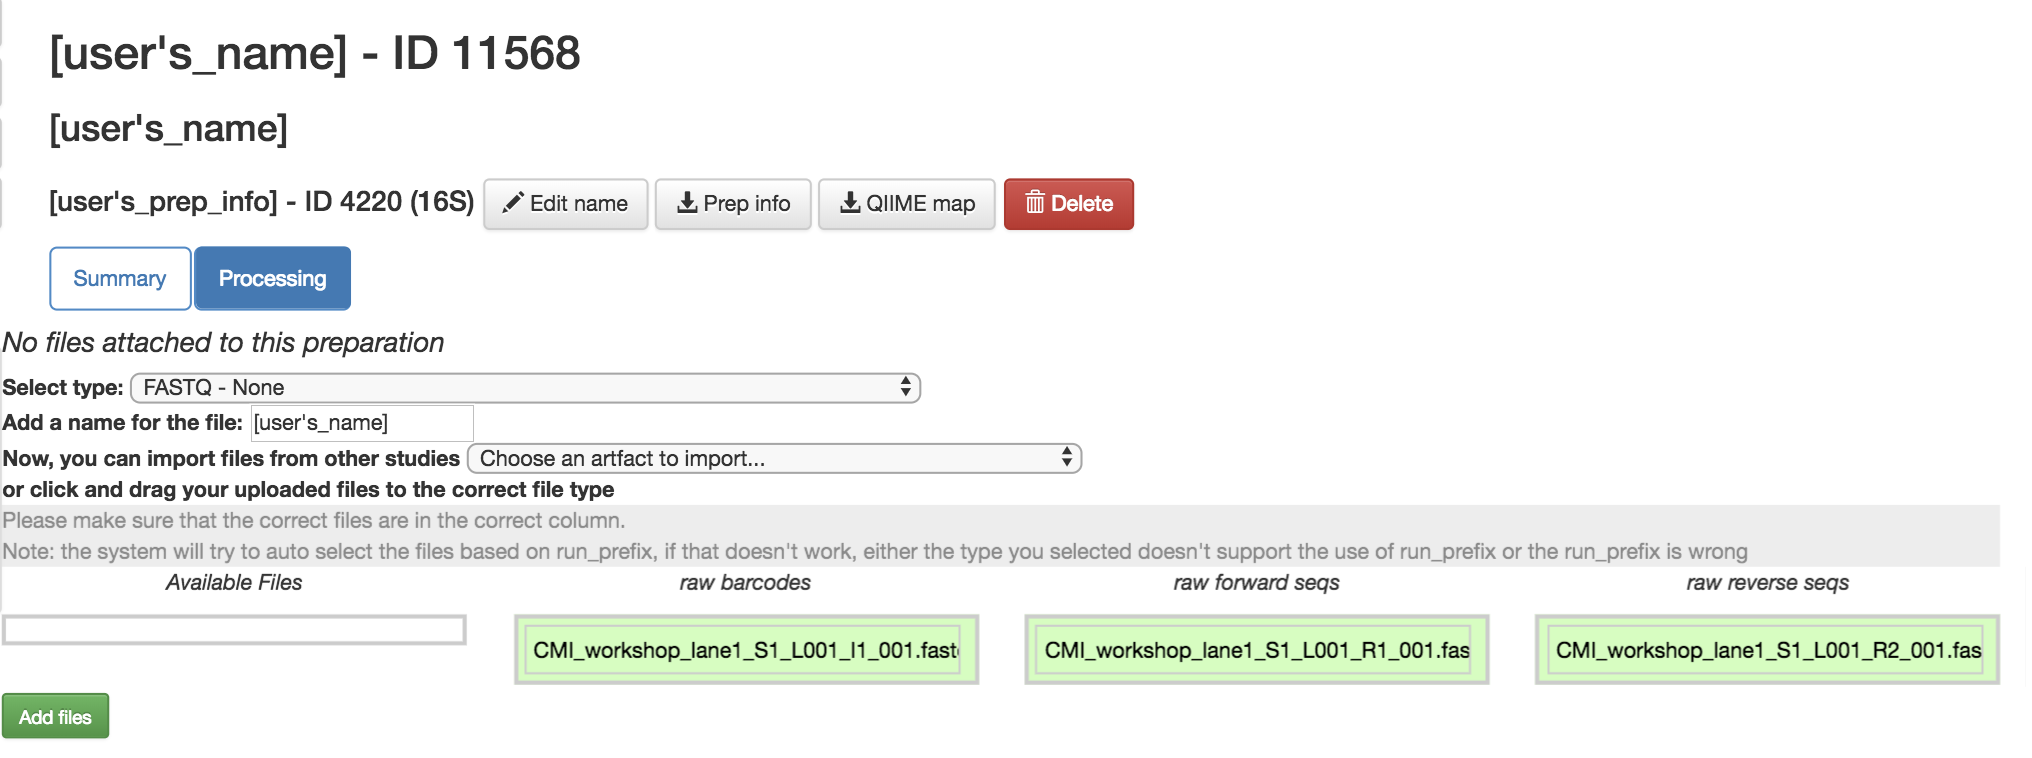 [user's_name] - ID 11568
[user's_name]
[user's_prep_info] - ID 4220 (16S) Edit name Prep info QIIME map Delete
Summary Processing
No files attached to this preparation
Select type: FASTQ - None
Add a name for the file: [user's_name]
Now, you can import files from other studies Choose an artfact to import...
or click and drag your uploaded files to the correct file type
Please make sure that the correct files are in the correct column.
Note: the system will try to auto select the files based on run_prefix, if that doesn't work, either the type you selected doesn't support the use of run_prefix or the run_prefix is wrong
Available Files raw barcodes raw forward seqs raw reverse seqs
CMI_workshop_lane1_S1_L001_I1_001.fast CMI_workshop_lane1_S1_L001_R1_001.fas CMI_workshop_lane1_S1_L001_R2_001.fas
Add files